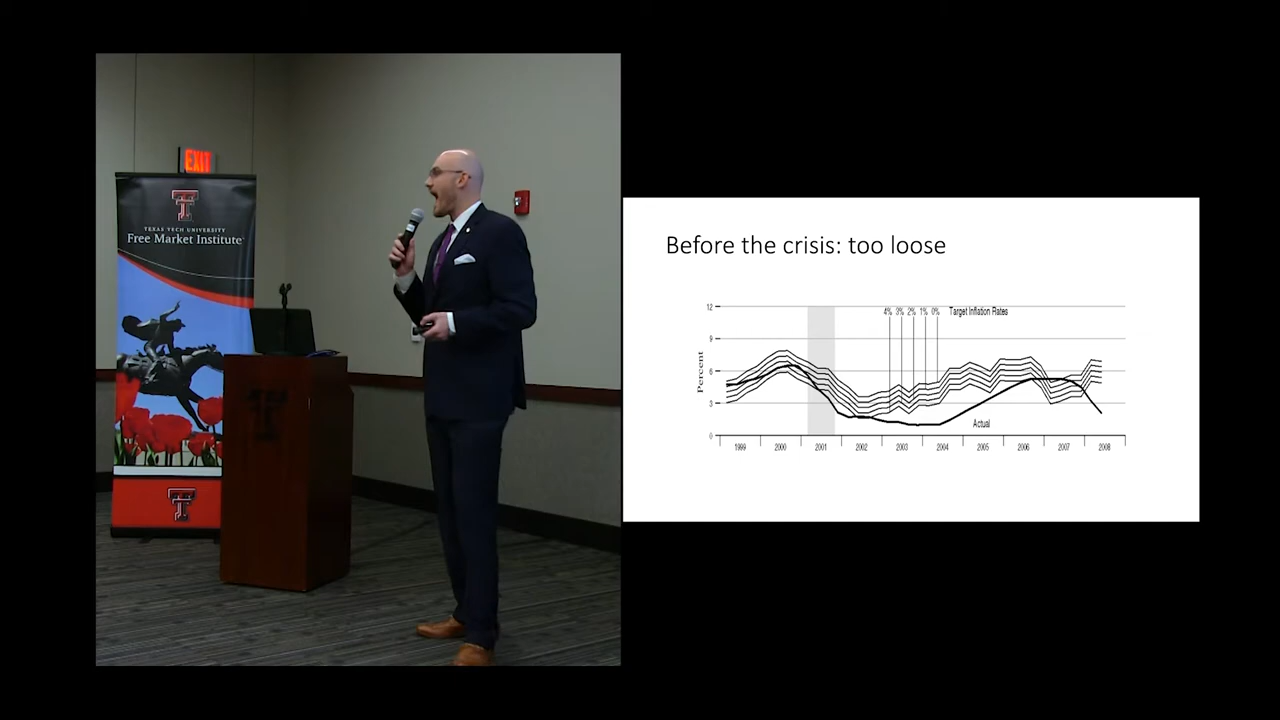 EXIT
TEXAS TECH UNIVERSITY
Free Market Institute
Before the crisis: too loose
12
4% 3% 2% 1% 0% Target Inflation Rates
9
Percent
6
3
Actual
0
1999 2000 2001 2002 2003 2004 2005 2006 2007 2008